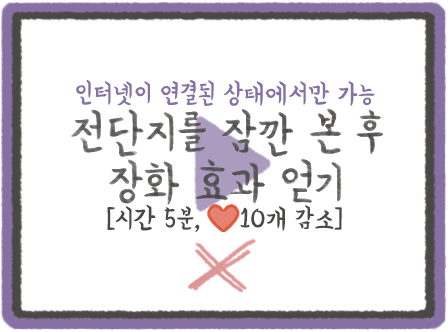 인터넷이 연결된 상태에서만 가능
전단지를 잠깐 본 후
장화 효과 얻기
[시간 5분, ❤10개 감소]